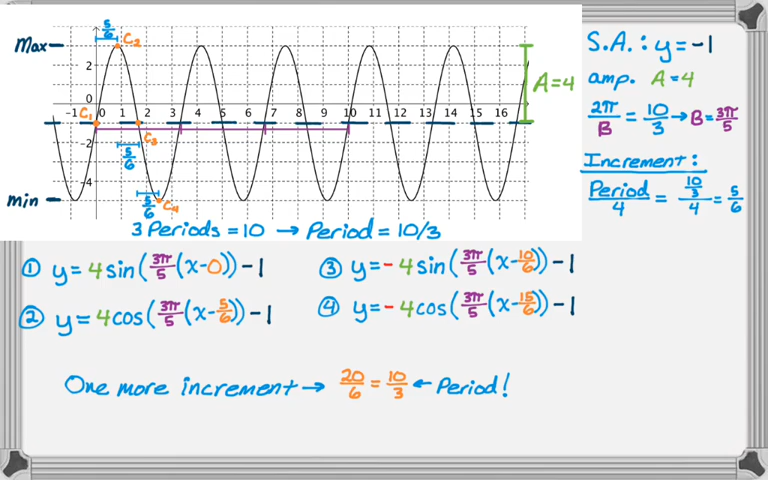 5/6 C₂
Max
2
0
C₁
-1 0 1 2 3 4 5 6 7 8 9 10 11 12 13 14 15 16
A=4
C₃
-2
5/6
-4
min
5/6 C₄
3 Periods = 10 → Period = 10/3
S.A.: y = -1
amp. A = 4
2π/B = 10/3 → B = 3π/5
Increment:
Period/4 = (10/3)/4 = 5/6
① y = 4 sin(3π/5(x-0)) - 1
② y = 4 cos(3π/5(x-5/6)) - 1
③ y = - 4 sin(3π/5(x-10/6)) - 1
④ y = - 4 cos(3π/5(x-15/6)) - 1
One more increment → 20/6 = 10/3 ← Period!